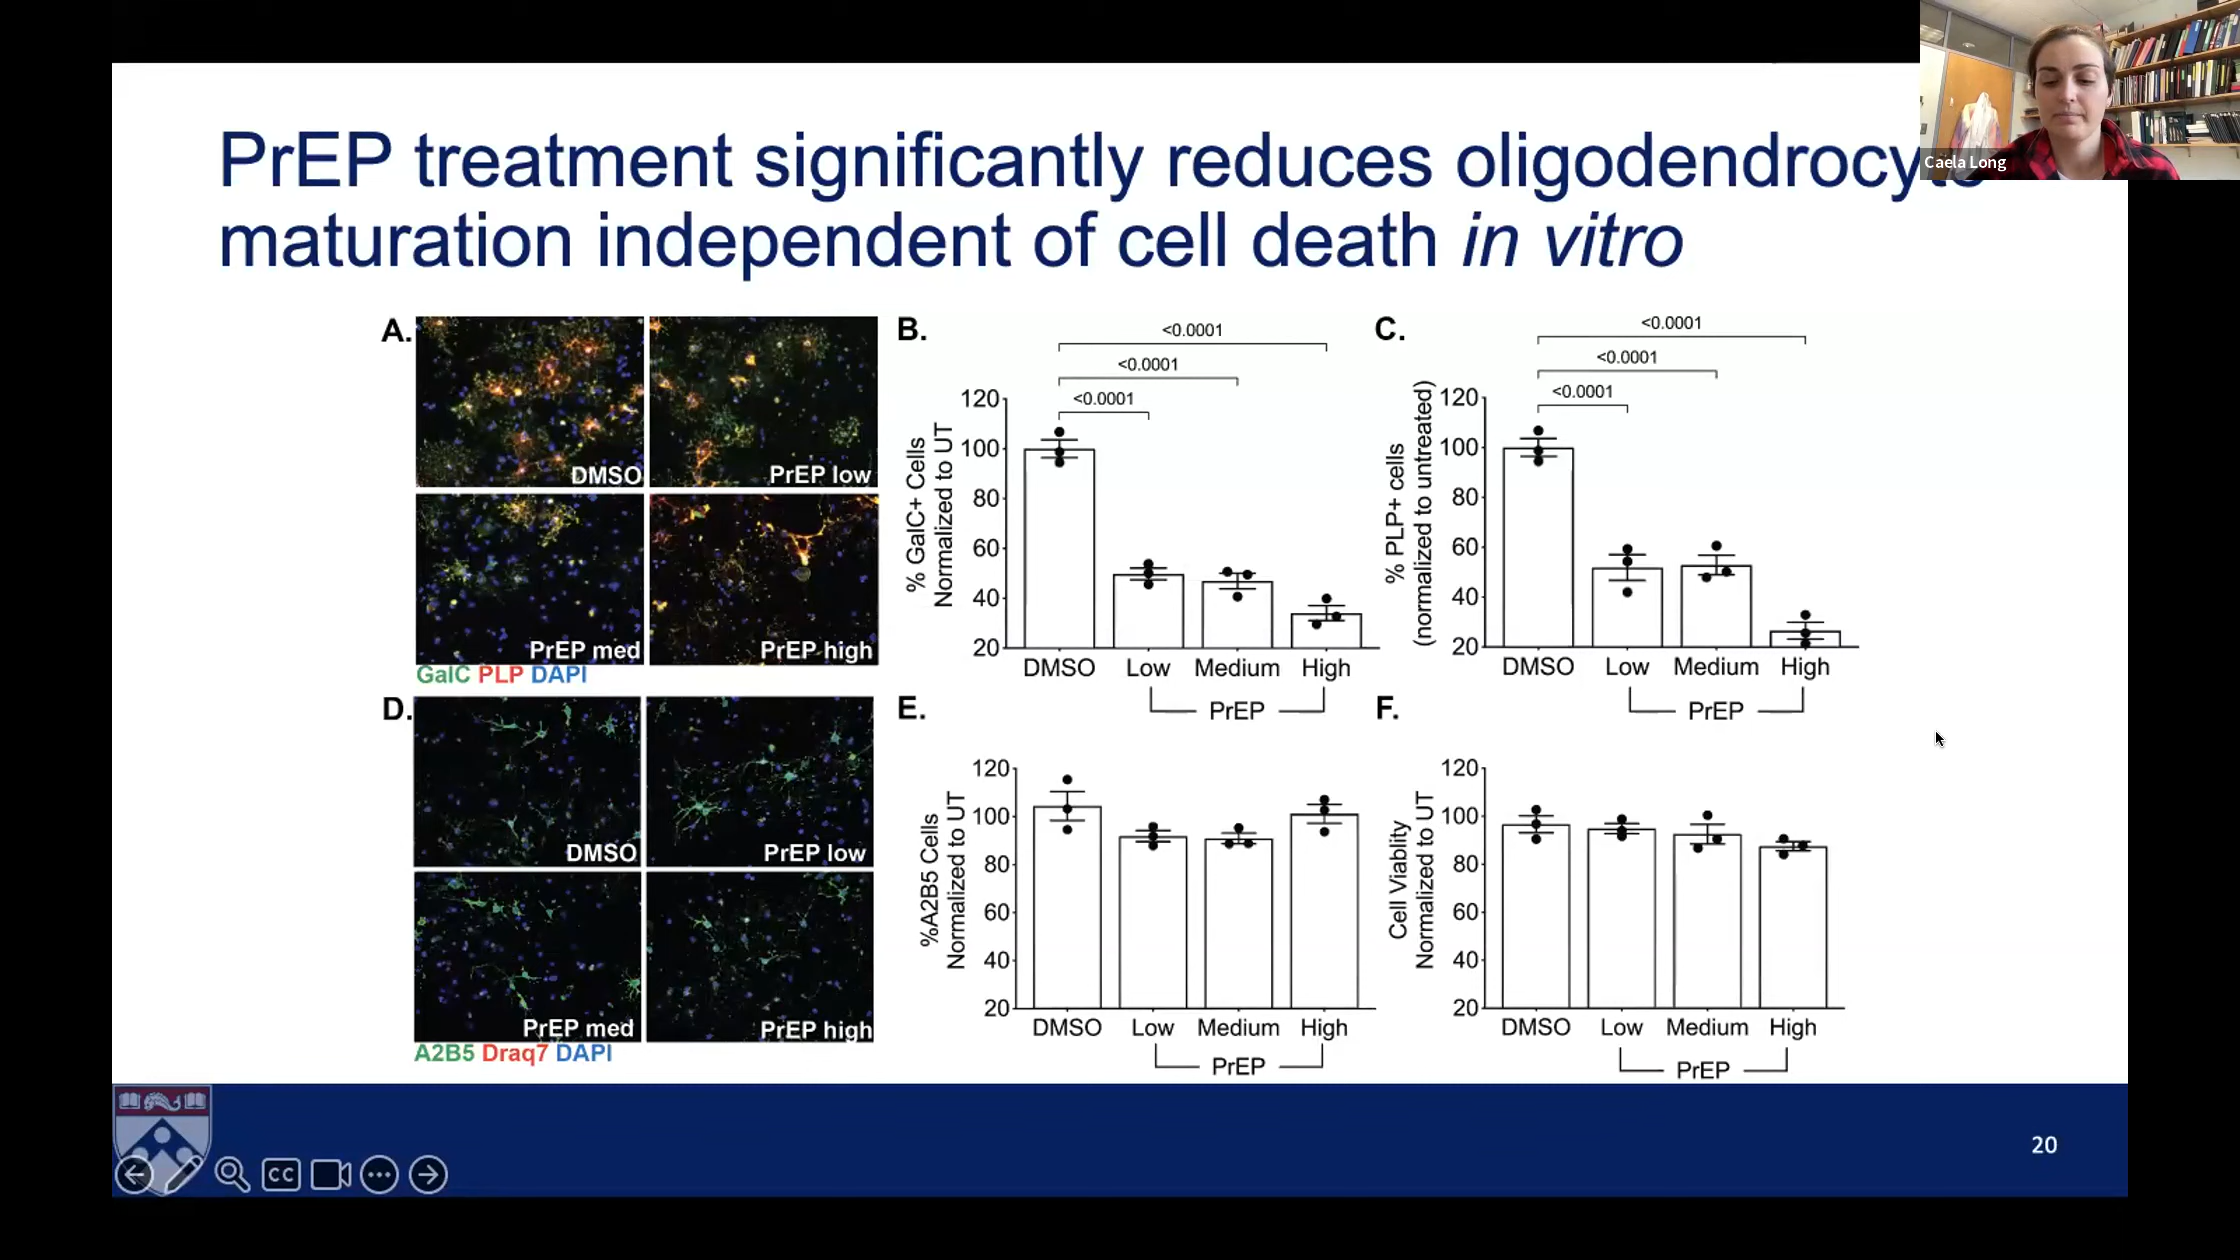 Caela Long
PrEP treatment significantly reduces oligodendrocyte
maturation independent of cell death in vitro
A.
DMSO
PrEP low
PrEP med
PrEP high
GalC PLP DAPI
B.
<0.0001
<0.0001
<0.0001
% GalC+ Cells
Normalized to UT
120
100
80
60
40
20
DMSO Low Medium High
PrEP
C.
<0.0001
<0.0001
<0.0001
% PLP+ cells
(normalized to untreated)
120
100
80
60
40
20
DMSO Low Medium High
PrEP
D.
DMSO
PrEP low
PrEP med
PrEP high
A2B5 Draq7 DAPI
E.
%A2B5 Cells
Normalized to UT
120
100
80
60
40
20
DMSO Low Medium High
PrEP
F.
Cell Viablity
Normalized to UT
120
100
80
60
40
20
DMSO Low Medium High
PrEP
CC
20